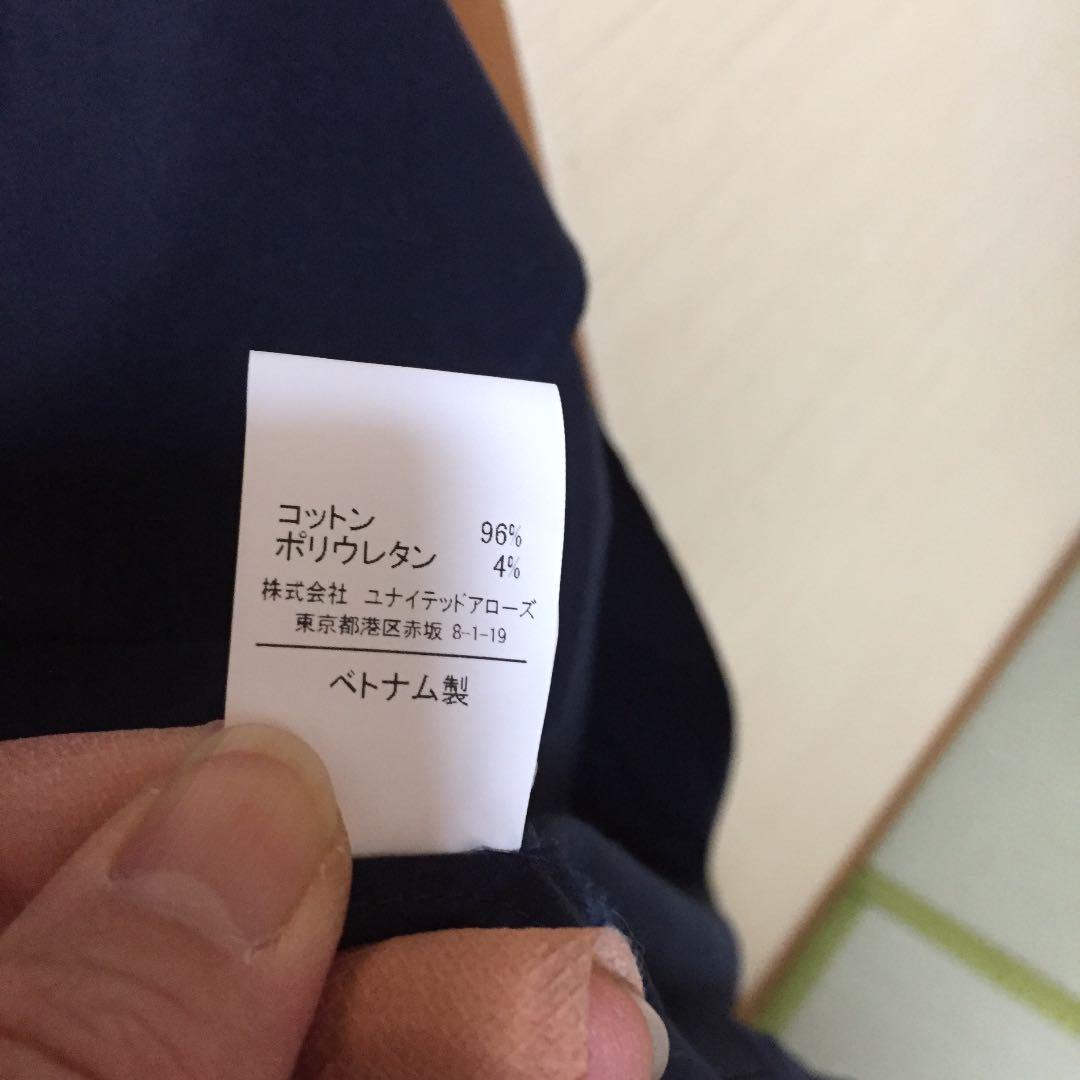 コットン 96%
ポリウレタン 4%
株式会社 ユナイテッドアローズ
東京都港区赤坂 8-1-19
ベトナム製